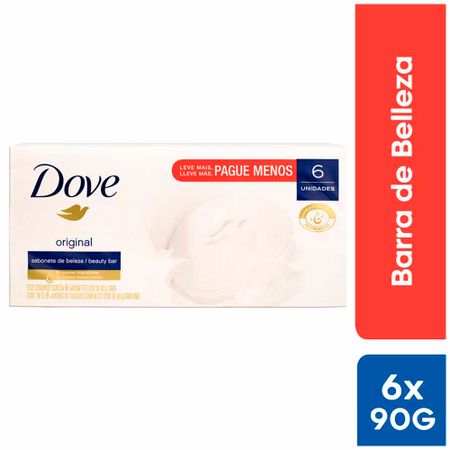 Dove
original
sabonete de beleza / beauty bar
LEVE MAIS,
LLEVE MÁS,
PAGUE MENOS
6
UNIDADES
Barra de Belleza
6x
90G